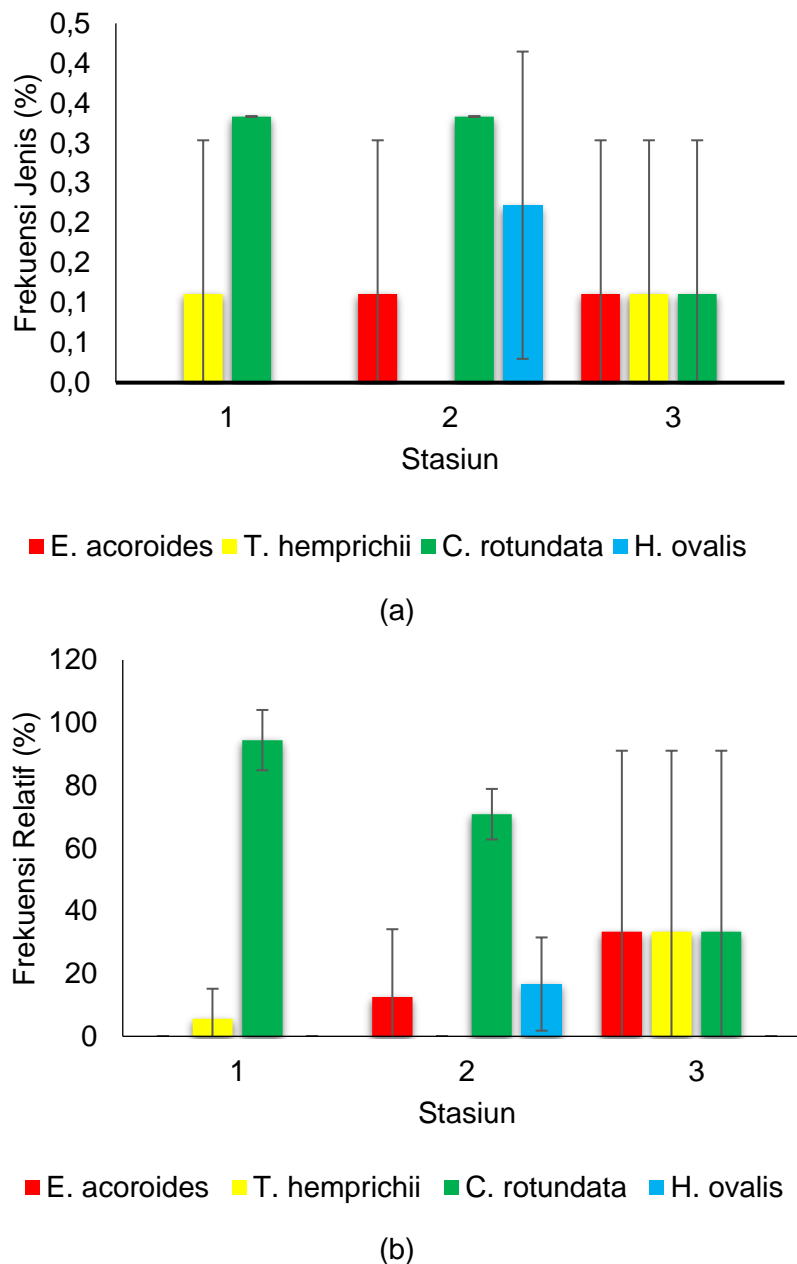 Frekuensi Jenis (%)
0,5
0,4
0,4
0,3
0,3
0,2
0,2
0,1
0,1
0,0
1 2 3
Stasiun
E. acoroides T. hemprichii C. rotundata H. ovalis
(a)
Frekuensi Relatif (%)
120
100
80
60
40
20
0
1 2 3
Stasiun
E. acoroides T. hemprichii C. rotundata H. ovalis
(b)